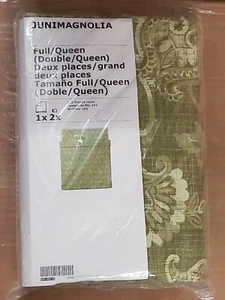 JUNIMAGNOLIA
Full/Queen
(Double/Queen)
Deux places/grand
deux places
Tamaño Full/Queen
(Doble/Queen)
1x 2x